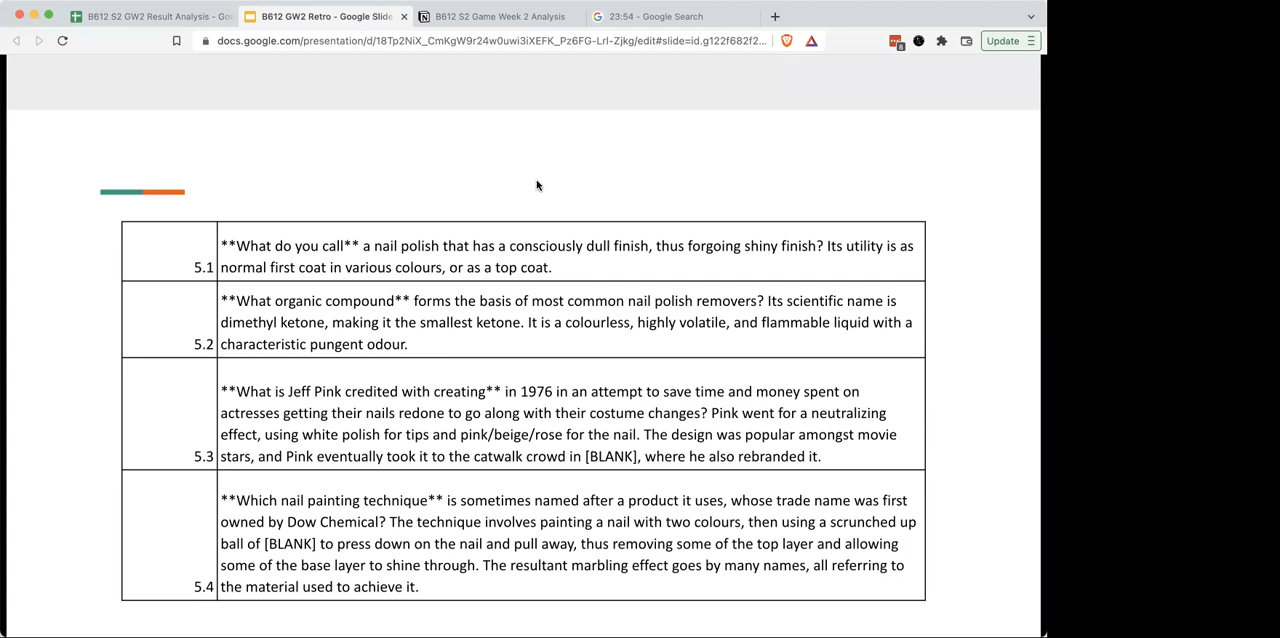 B612 S2 GW2 Result Analysis - Goo
B612 GW2 Retro - Google Slide
B612 S2 Game Week 2 Analysis
23:54 - Google Search
docs.google.com/presentation/d/18Tp2NiX_CmKgW9r24w0uwi3iXEFK_Pz6FG-LrI-Zjkg/edit#slide=id.g122f682f2...
8
Update
**What do you call** a nail polish that has a consciously dull finish, thus forgoing shiny finish? Its utility is as
5.1 normal first coat in various colours, or as a top coat.
**What organic compound** forms the basis of most common nail polish removers? Its scientific name is
dimethyl ketone, making it the smallest ketone. It is a colourless, highly volatile, and flammable liquid with a
5.2 characteristic pungent odour.
**What is Jeff Pink credited with creating** in 1976 in an attempt to save time and money spent on
actresses getting their nails redone to go along with their costume changes? Pink went for a neutralizing
effect, using white polish for tips and pink/beige/rose for the nail. The design was popular amongst movie
5.3 stars, and Pink eventually took it to the catwalk crowd in [BLANK], where he also rebranded it.
**Which nail painting technique** is sometimes named after a product it uses, whose trade name was first
owned by Dow Chemical? The technique involves painting a nail with two colours, then using a scrunched up
ball of [BLANK] to press down on the nail and pull away, thus removing some of the top layer and allowing
some of the base layer to shine through. The resultant marbling effect goes by many names, all referring to
5.4 the material used to achieve it.